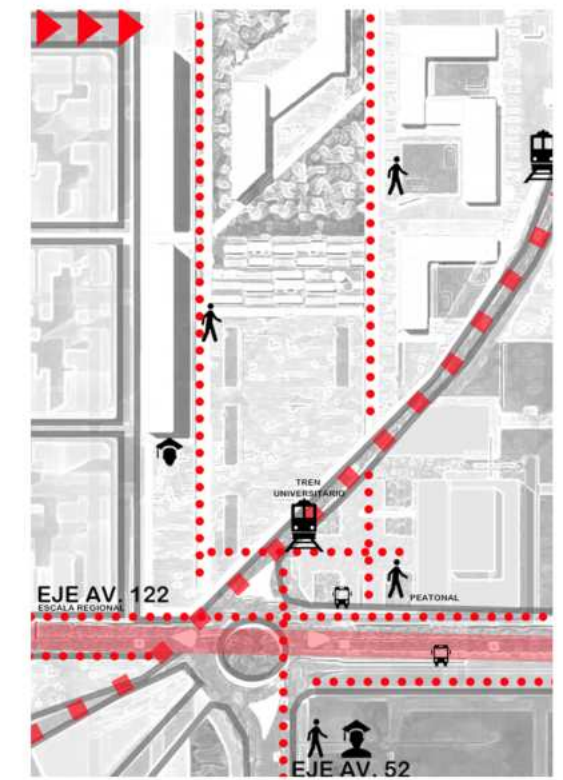 TREN
UNIVERSITARIO
EJE AV. 122
ESCALA REGIONAL
PEATONAL
EJE AV. 52